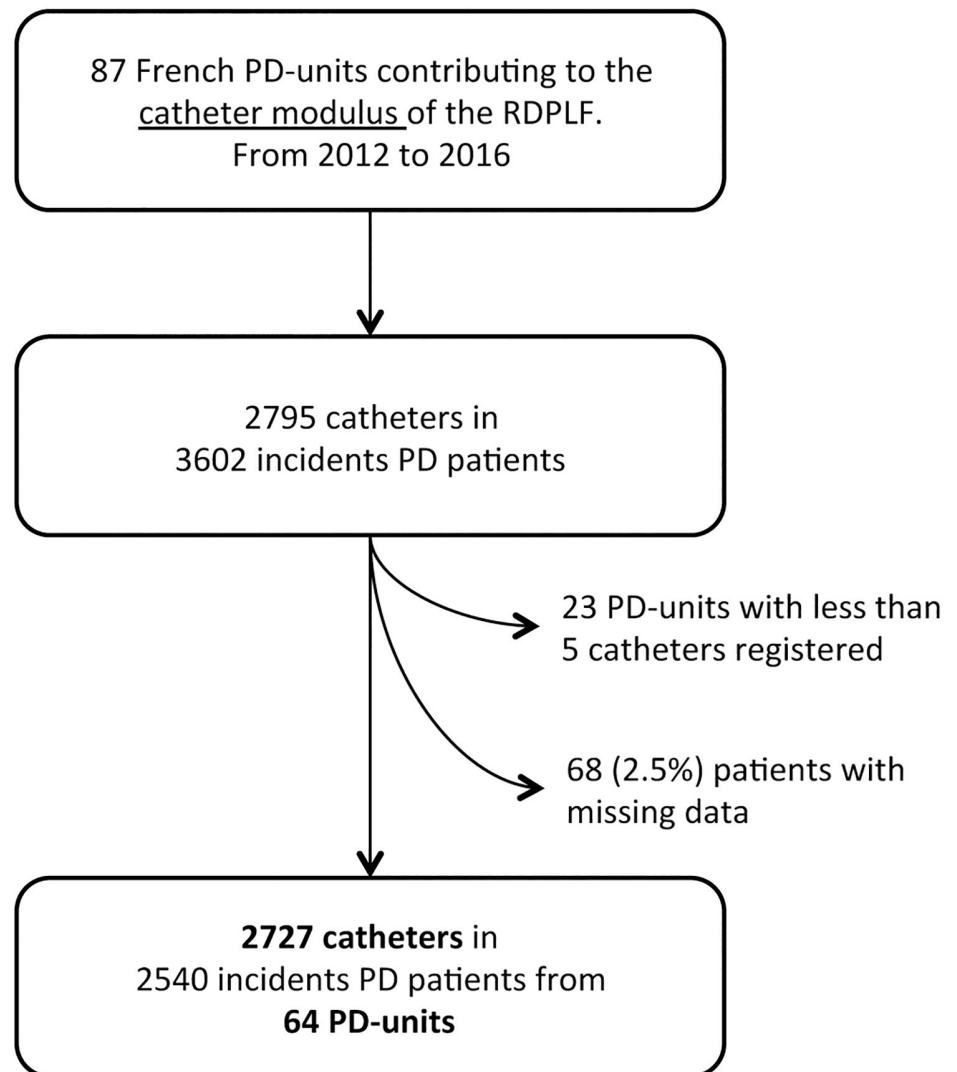 87 French PD-units contributing to the
catheter modulus of the RDPLF.
From 2012 to 2016
2795 catheters in
3602 incidents PD patients
23 PD-units with less than
5 catheters registered
68 (2.5%) patients with
missing data
2727 catheters in
2540 incidents PD patients from
64 PD-units